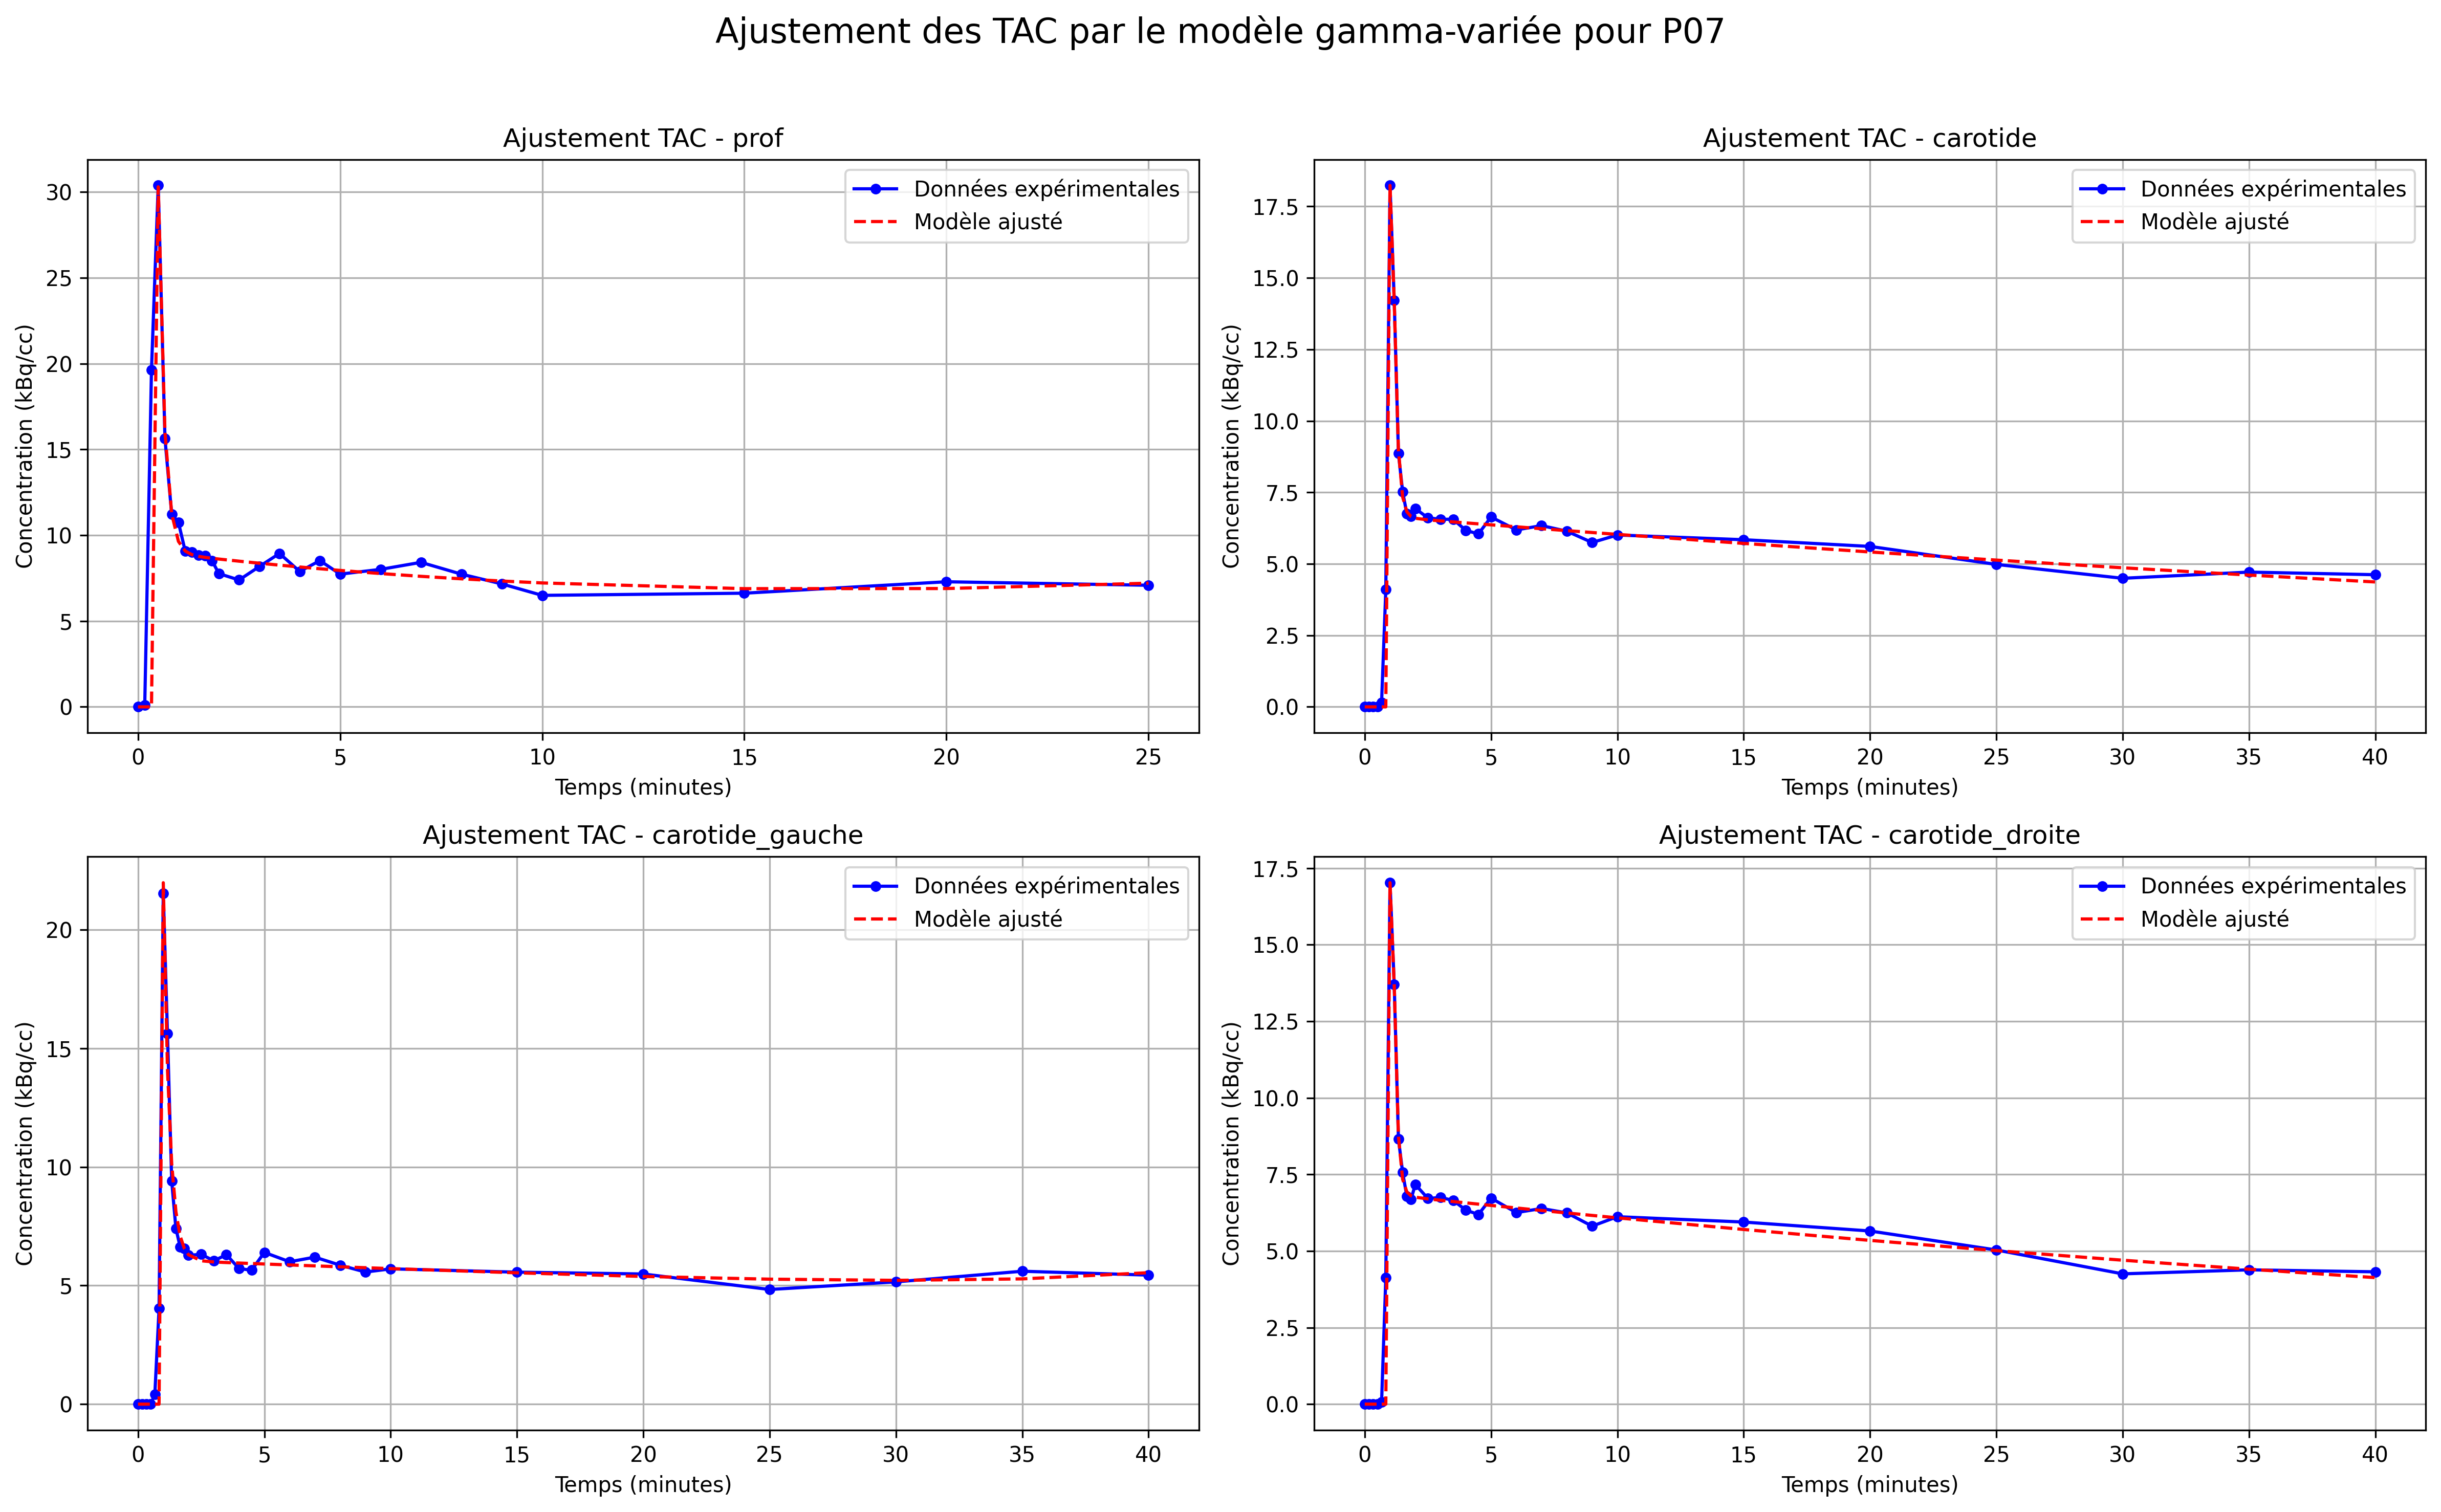 Ajustement des TAC par le modèle gamma-variée pour P07
Ajustement TAC - prof
Données expérimentales
Modèle ajusté
Concentration (kBq/cc)
30
25
20
15
10
5
0
0 5 10 15 20 25
Temps (minutes)
Ajustement TAC - carotide
Données expérimentales
Modèle ajusté
Concentration (kBq/cc)
17.5
15.0
12.5
10.0
7.5
5.0
2.5
0.0
0 5 10 15 20 25 30 35 40
Temps (minutes)
Ajustement TAC - carotide_gauche
Données expérimentales
Modèle ajusté
Concentration (kBq/cc)
20
15
10
5
0
0 5 10 15 20 25 30 35 40
Temps (minutes)
Ajustement TAC - carotide_droite
Données expérimentales
Modèle ajusté
Concentration (kBq/cc)
17.5
15.0
12.5
10.0
7.5
5.0
2.5
0.0
0 5 10 15 20 25 30 35 40
Temps (minutes)